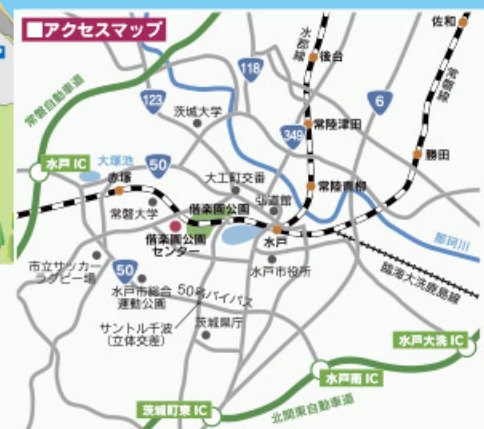 ■アクセスマップ
佐和
水郡線
後台
常磐線
118
6
常磐自動車道
123
茨城大学
349
常陸津田
勝田
水戸IC
大塚池
50
赤塚
大工町交番
常陸青柳
弘道館
常磐大学
偕楽園公園
偕楽園公園
センター
水戸
那珂川
水戸市役所
市立サッカー
ラグビー場
50
水戸市総合
運動公園
50号バイパス
臨海大洗鹿島線
サントル千波
(立体交差)
茨城県庁
水戸大洗IC
水戸南IC
茨城町東IC
北関東自動車道